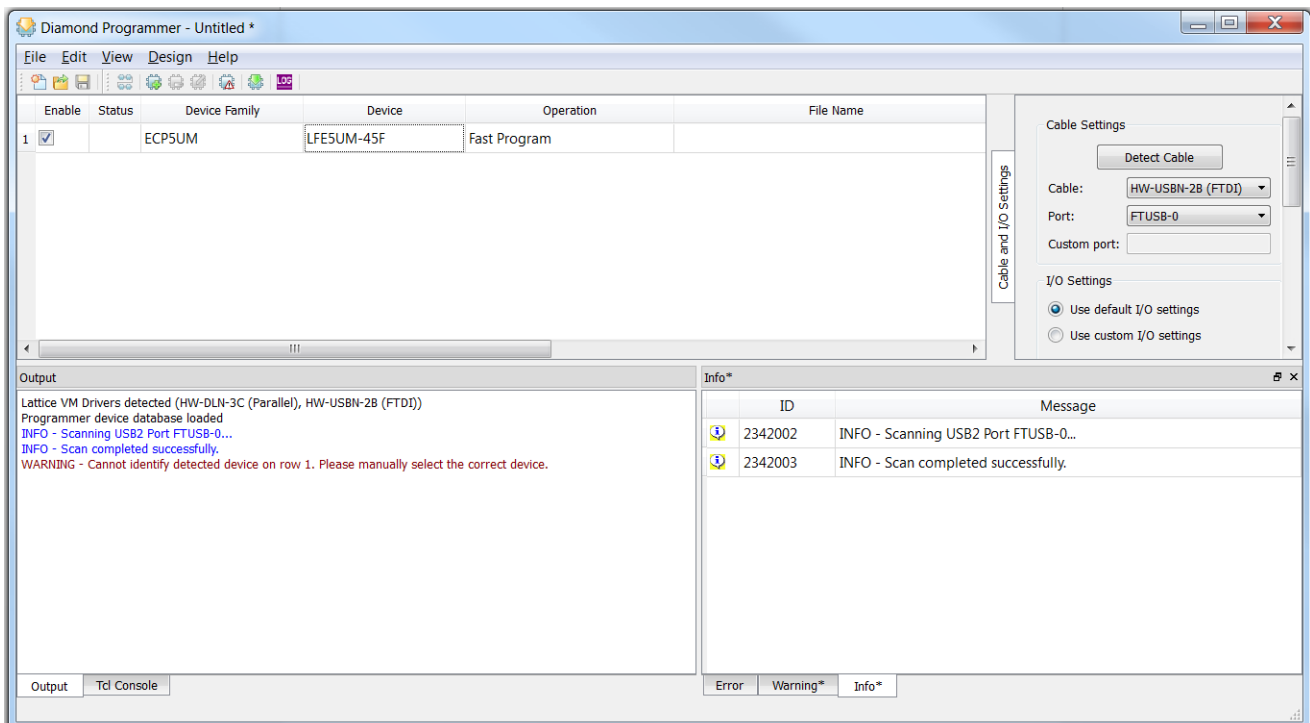 Diamond Programmer - Untitled *
File Edit View Design Help
LOG
Enable Status Device Family Device Operation File Name
1 ECP5UM LFE5UM-45F Fast Program
Cable and I/O Settings
Cable Settings
Detect Cable
Cable: HW-USBN-2B (FTDI)
Port: FTUSB-0
Custom port:
I/O Settings
Use default I/O settings
Use custom I/O settings
Output
Lattice VM Drivers detected (HW-DLN-3C (Parallel), HW-USBN-2B (FTDI))
Programmer device database loaded
INFO - Scanning USB2 Port FTUSB-0...
INFO - Scan completed successfully.
WARNING - Cannot identify detected device on row 1. Please manually select the correct device.
Output Tcl Console
Info*
ID Message
2342002 INFO - Scanning USB2 Port FTUSB-0...
2342003 INFO - Scan completed successfully.
Error Warning* Info*